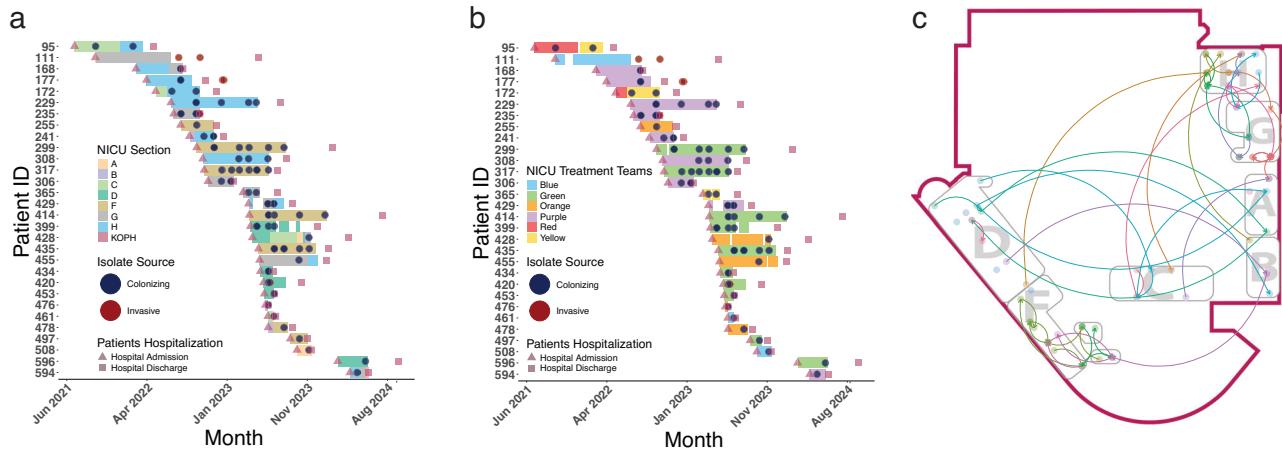 a
Patient ID
95
111
168
177
172
229
235
255
241
299
308
317
306
365
429
414
399
428
435
455
434
420
453
476
461
478
497
508
596
594
NICU Section
A
B
C
D
F
G
H
KOPH
Isolate Source
Colonizing
Invasive
Patients Hospitalization
Hospital Admission
Hospital Discharge
Jun 2021
Apr 2022
Jan 2023
Nov 2023
Aug 2024
Month
b
Patient ID
95
111
168
177
172
229
235
255
241
299
308
317
306
365
429
414
399
428
435
455
434
420
453
476
461
478
497
508
596
594
NICU Treatment Teams
Blue
Green
Orange
Purple
Red
Yellow
Isolate Source
Colonizing
Invasive
Patients Hospitalization
Hospital Admission
Hospital Discharge
Jun 2021
Apr 2022
Jan 2023
Nov 2023
Aug 2024
Month
c
H
G
A
D
B
C
F